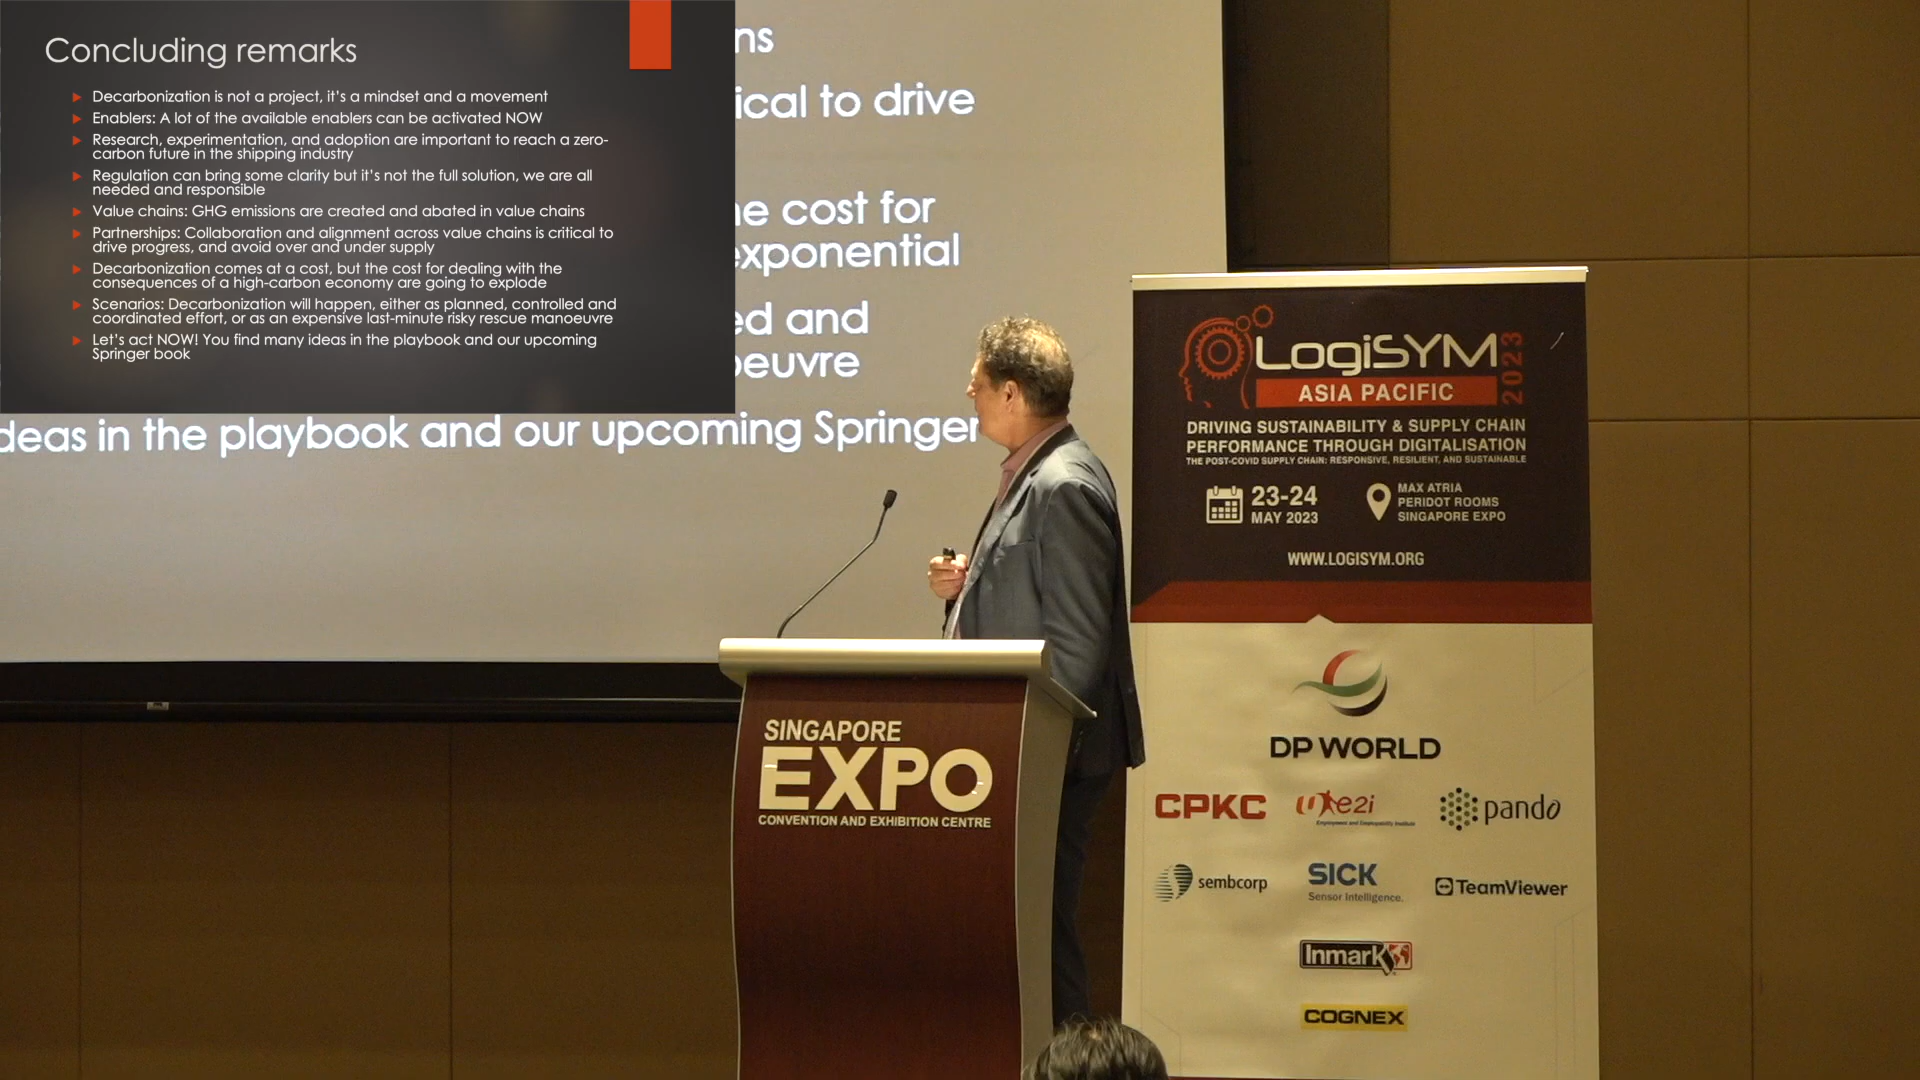 Concluding remarks
Decarbonization is not a project, it's a mindset and a movement
Enablers: A lot of the available enablers can be activated NOW
Research, experimentation, and adoption are important to reach a zero-
carbon future in the shipping industry
Regulation can bring some clarity but it's not the full solution, we are all
needed and responsible
Value chains: GHG emissions are created and abated in value chains
Partnerships: Collaboration and alignment across value chains is critical to
drive progress, and avoid over and under supply
Decarbonization comes at a cost, but the cost for dealing with the
consequences of a high-carbon economy are going to explode
Scenarios: Decarbonization will happen, either as planned, controlled and
coordinated effort, or as an expensive last-minute risky rescue manoeuvre
Let's act NOW! You find many ideas in the playbook and our upcoming
Springer book
ns
ical to drive
e cost for
exponential
ed and
oeuvre
deas in the playbook and our upcoming Springer
LogiSYM
2023
ASIA PACIFIC
DRIVING SUSTAINABILITY & SUPPLY CHAIN
PERFORMANCE THROUGH DIGITALISATION
THE POST-COVID SUPPLY CHAIN: RESPONSIVE, RESILIENT, AND SUSTAINABLE
23-24
MAY 2023
MAX ATRIA
PERIDOT ROOMS
SINGAPORE EXPO
WWW.LOGISYM.ORG
DP WORLD
CPKC
e2i
Employment and Employability Institute
pando
sembcorp
SICK
Sensor Intelligence.
TeamViewer
Inmark
COGNEX
SINGAPORE
EXPO
CONVENTION AND EXHIBITION CENTRE